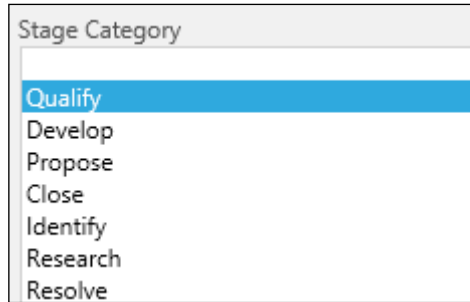 Stage Category
Qualify
Develop
Propose
Close
Identify
Research
Resolve